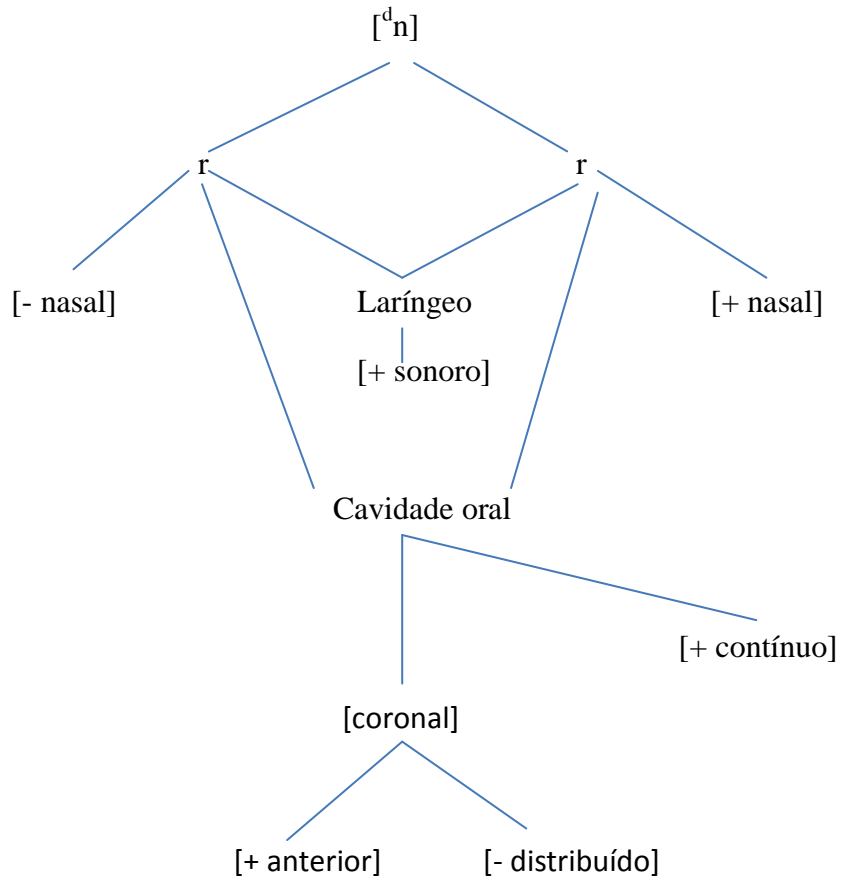 [ᵈn]
r r
[- nasal] Laríngeo [+ nasal]
[+ sonoro]
Cavidade oral
[+ contínuo]
[coronal]
[+ anterior] [- distribuído]